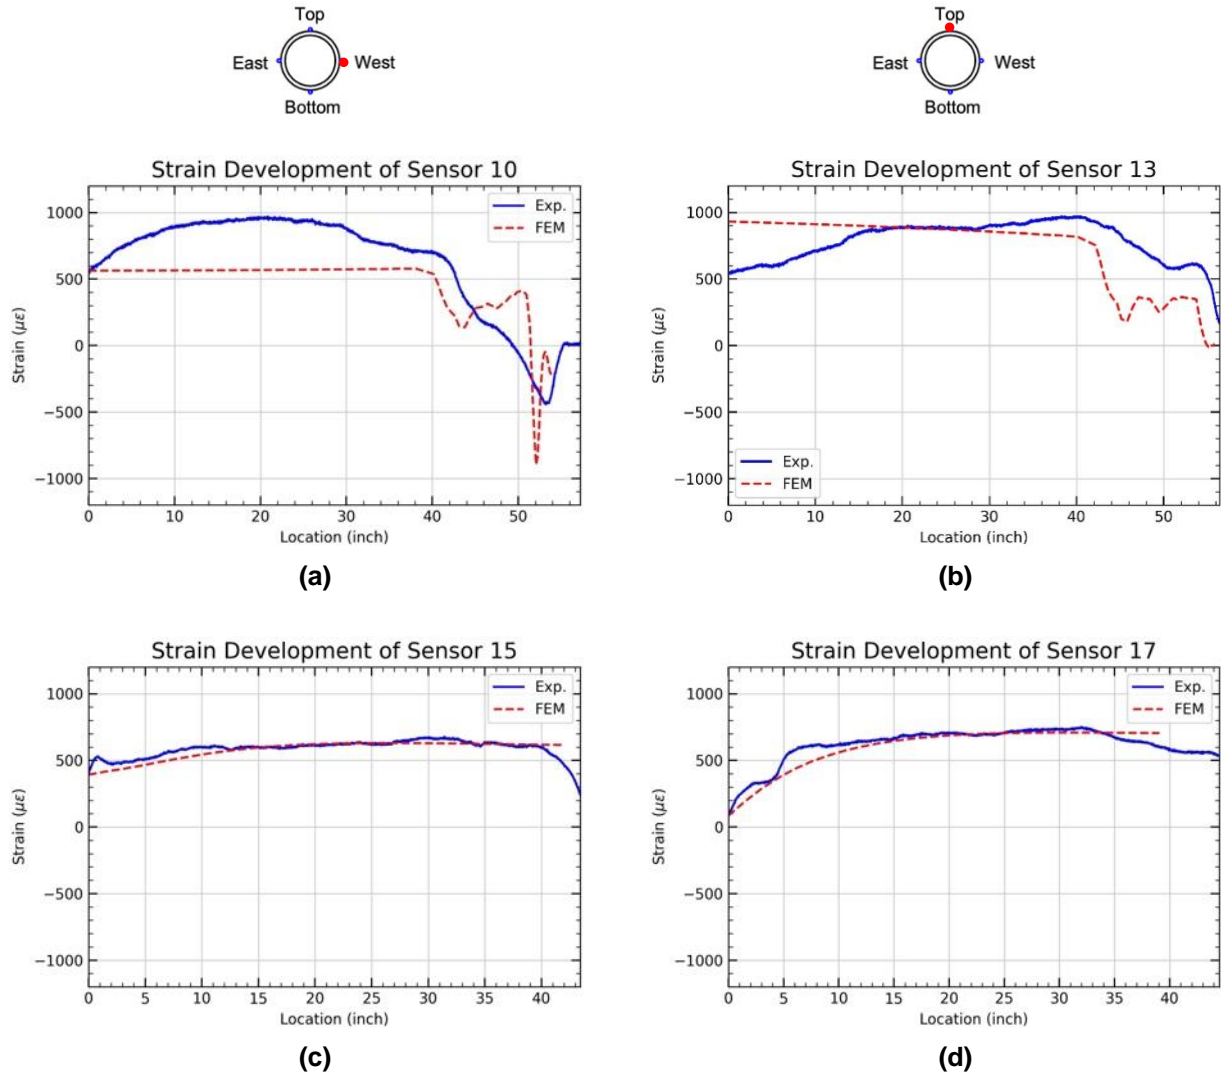 Top
East
West
Bottom
Top
East
West
Bottom
Strain Development of Sensor 10
1000
500
0
−500
−1000
Strain (με)
Exp.
FEM
0 10 20 30 40 50
Location (inch)
(a)
Strain Development of Sensor 13
1000
500
0
−500
−1000
Strain (με)
Exp.
FEM
0 10 20 30 40 50
Location (inch)
(b)
Strain Development of Sensor 15
1000
500
0
−500
−1000
Strain (με)
Exp.
FEM
0 5 10 15 20 25 30 35 40
Location (inch)
(c)
Strain Development of Sensor 17
1000
500
0
−500
−1000
Strain (με)
Exp.
FEM
0 5 10 15 20 25 30 35 40
Location (inch)
(d)